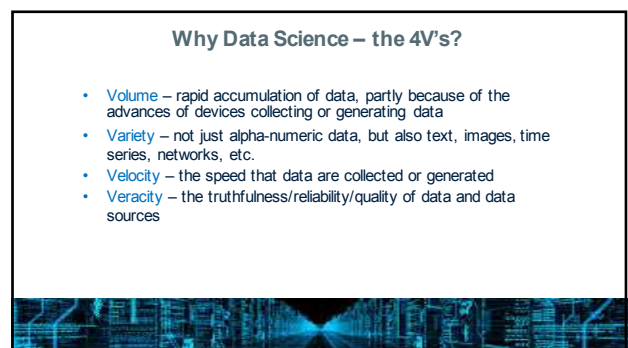 Why Data Science – the 4V's?
• Volume – rapid accumulation of data, partly because of the
advances of devices collecting or generating data
• Variety – not just alpha-numeric data, but also text, images, time
series, networks, etc.
• Velocity – the speed that data are collected or generated
• Veracity – the truthfulness/reliability/quality of data and data
sources